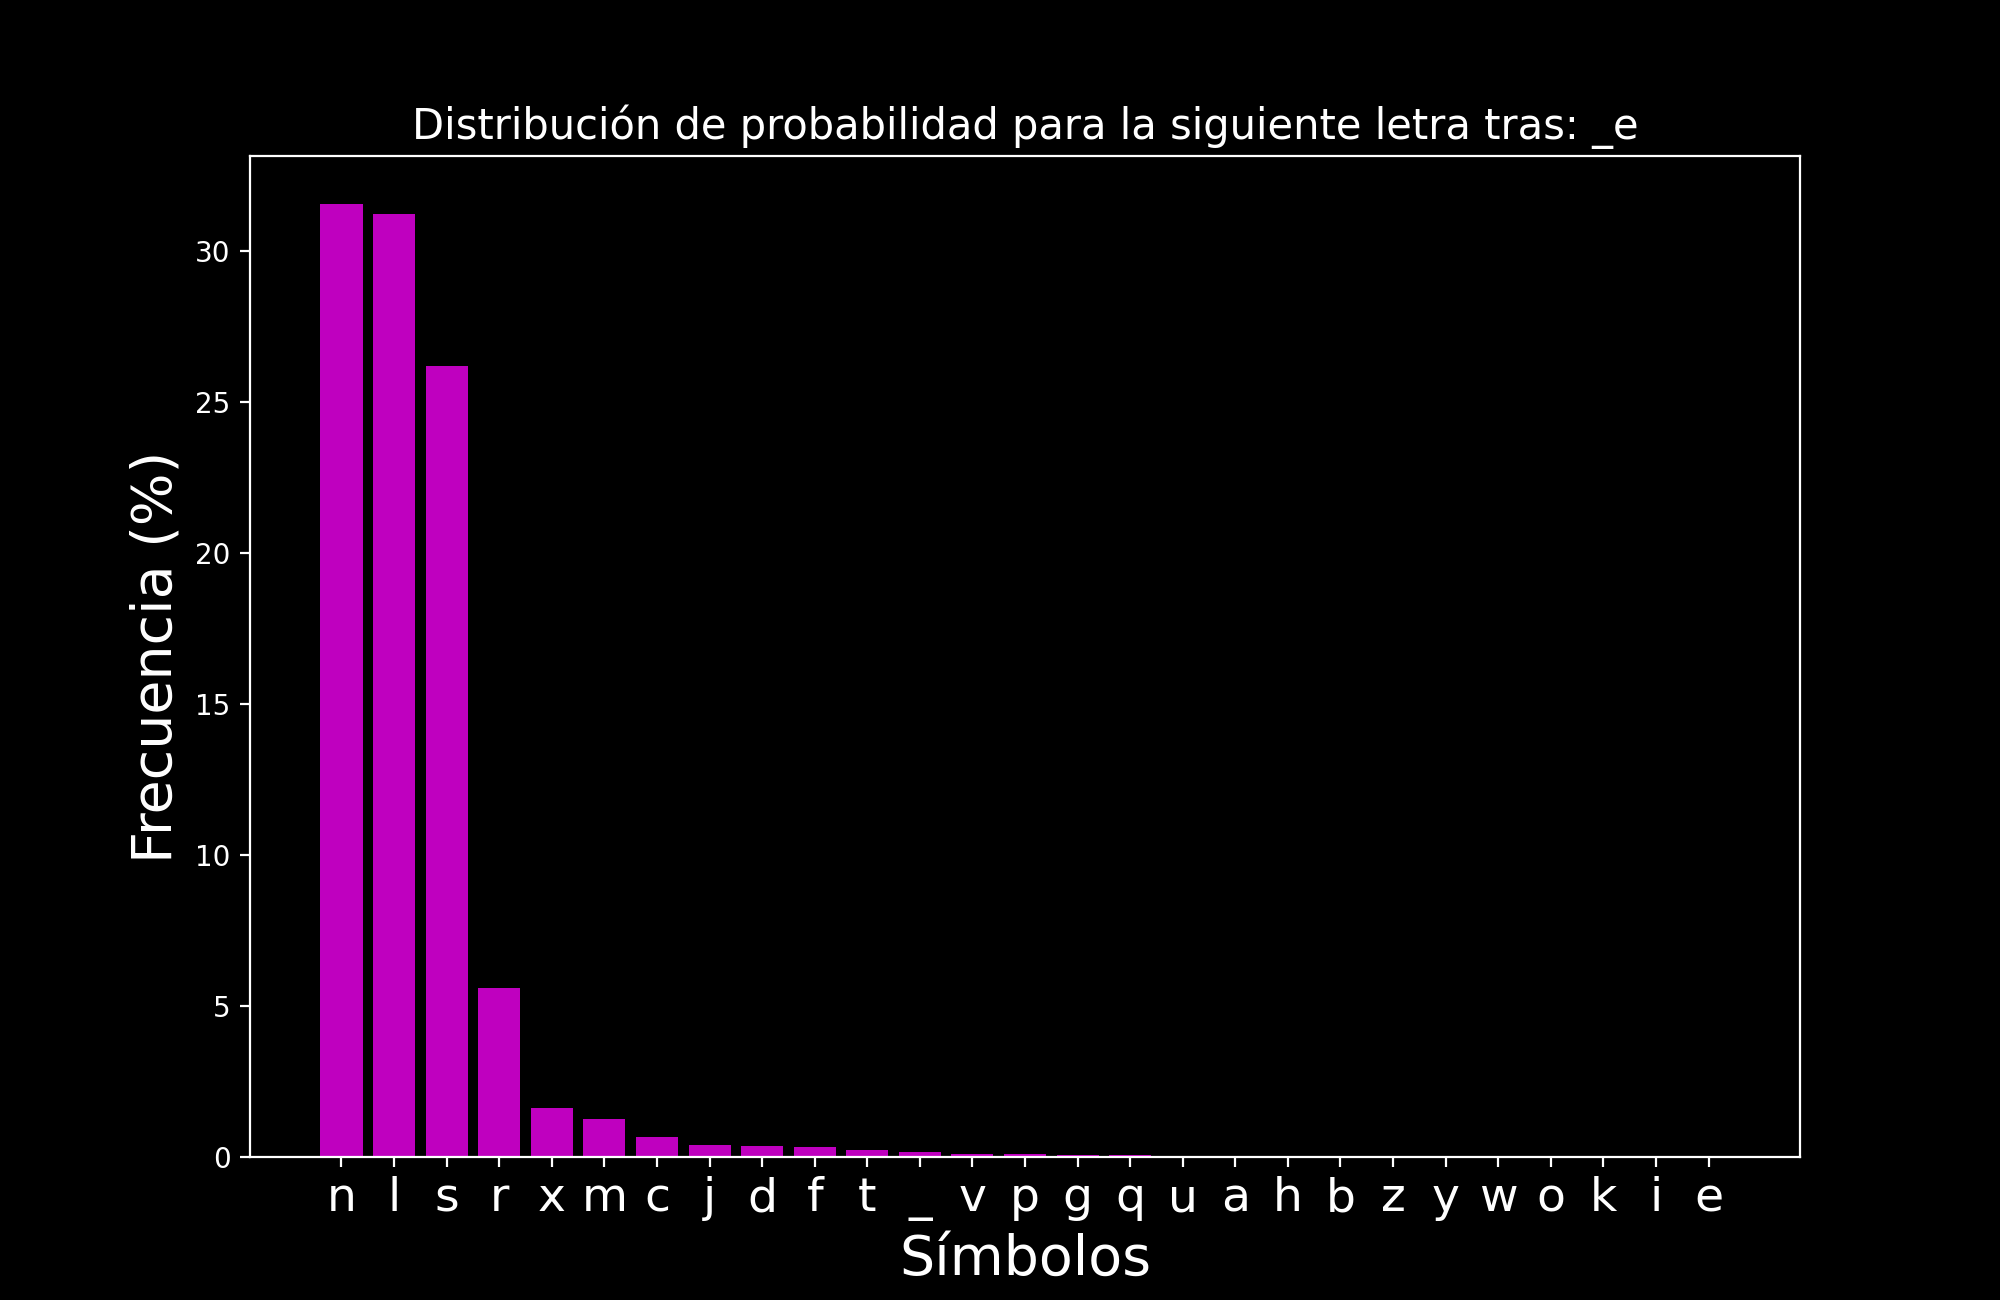 Distribución de probabilidad para la siguiente letra tras: _e
Frecuencia (%)
30
25
20
15
10
5
0
n l s r x m c j d f t _ v p g q u a h b z y w o k i e
Símbolos